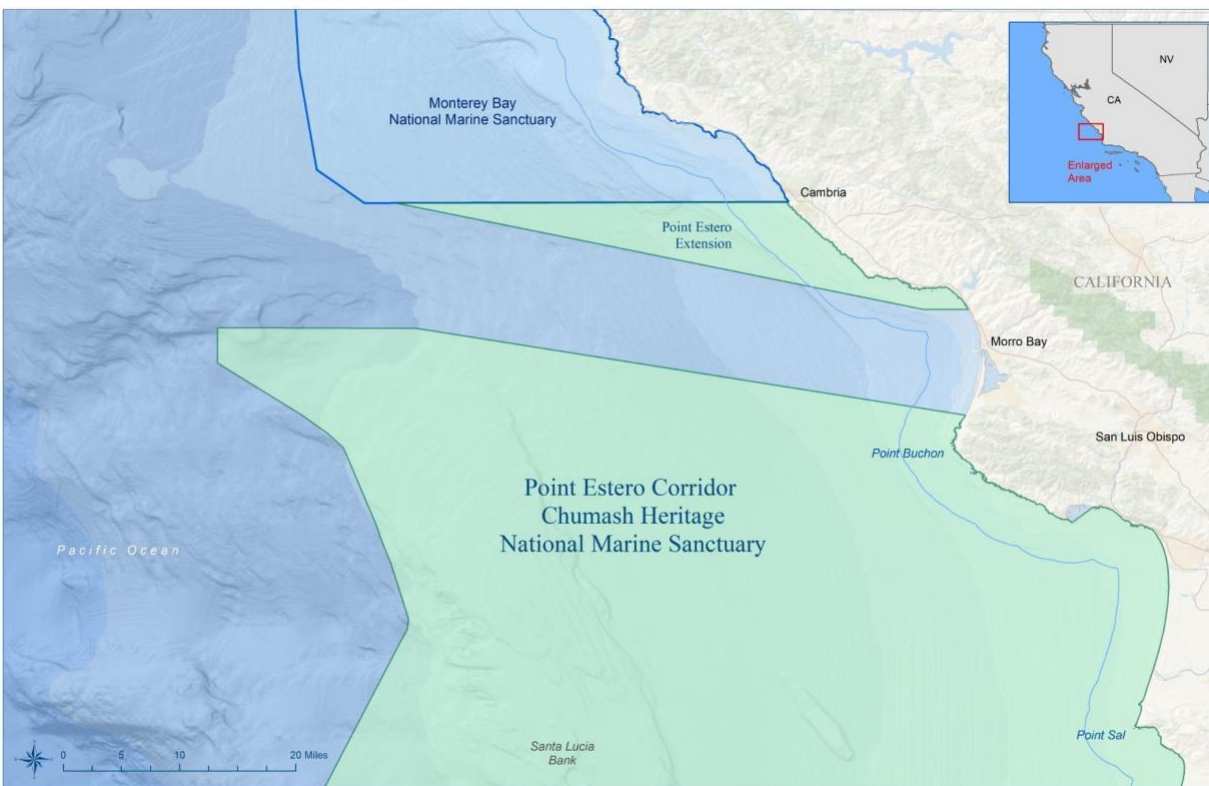 NV
CA
Enlarged
Area
Monterey Bay
National Marine Sanctuary
Cambria
Point Estero
Extension
CALIFORNIA
Morro Bay
San Luis Obispo
Point Buchon
Point Estero Corridor
Chumash Heritage
National Marine Sanctuary
Pacific Ocean
Point Sal
Santa Lucia
Bank
0 5 10 20 Miles